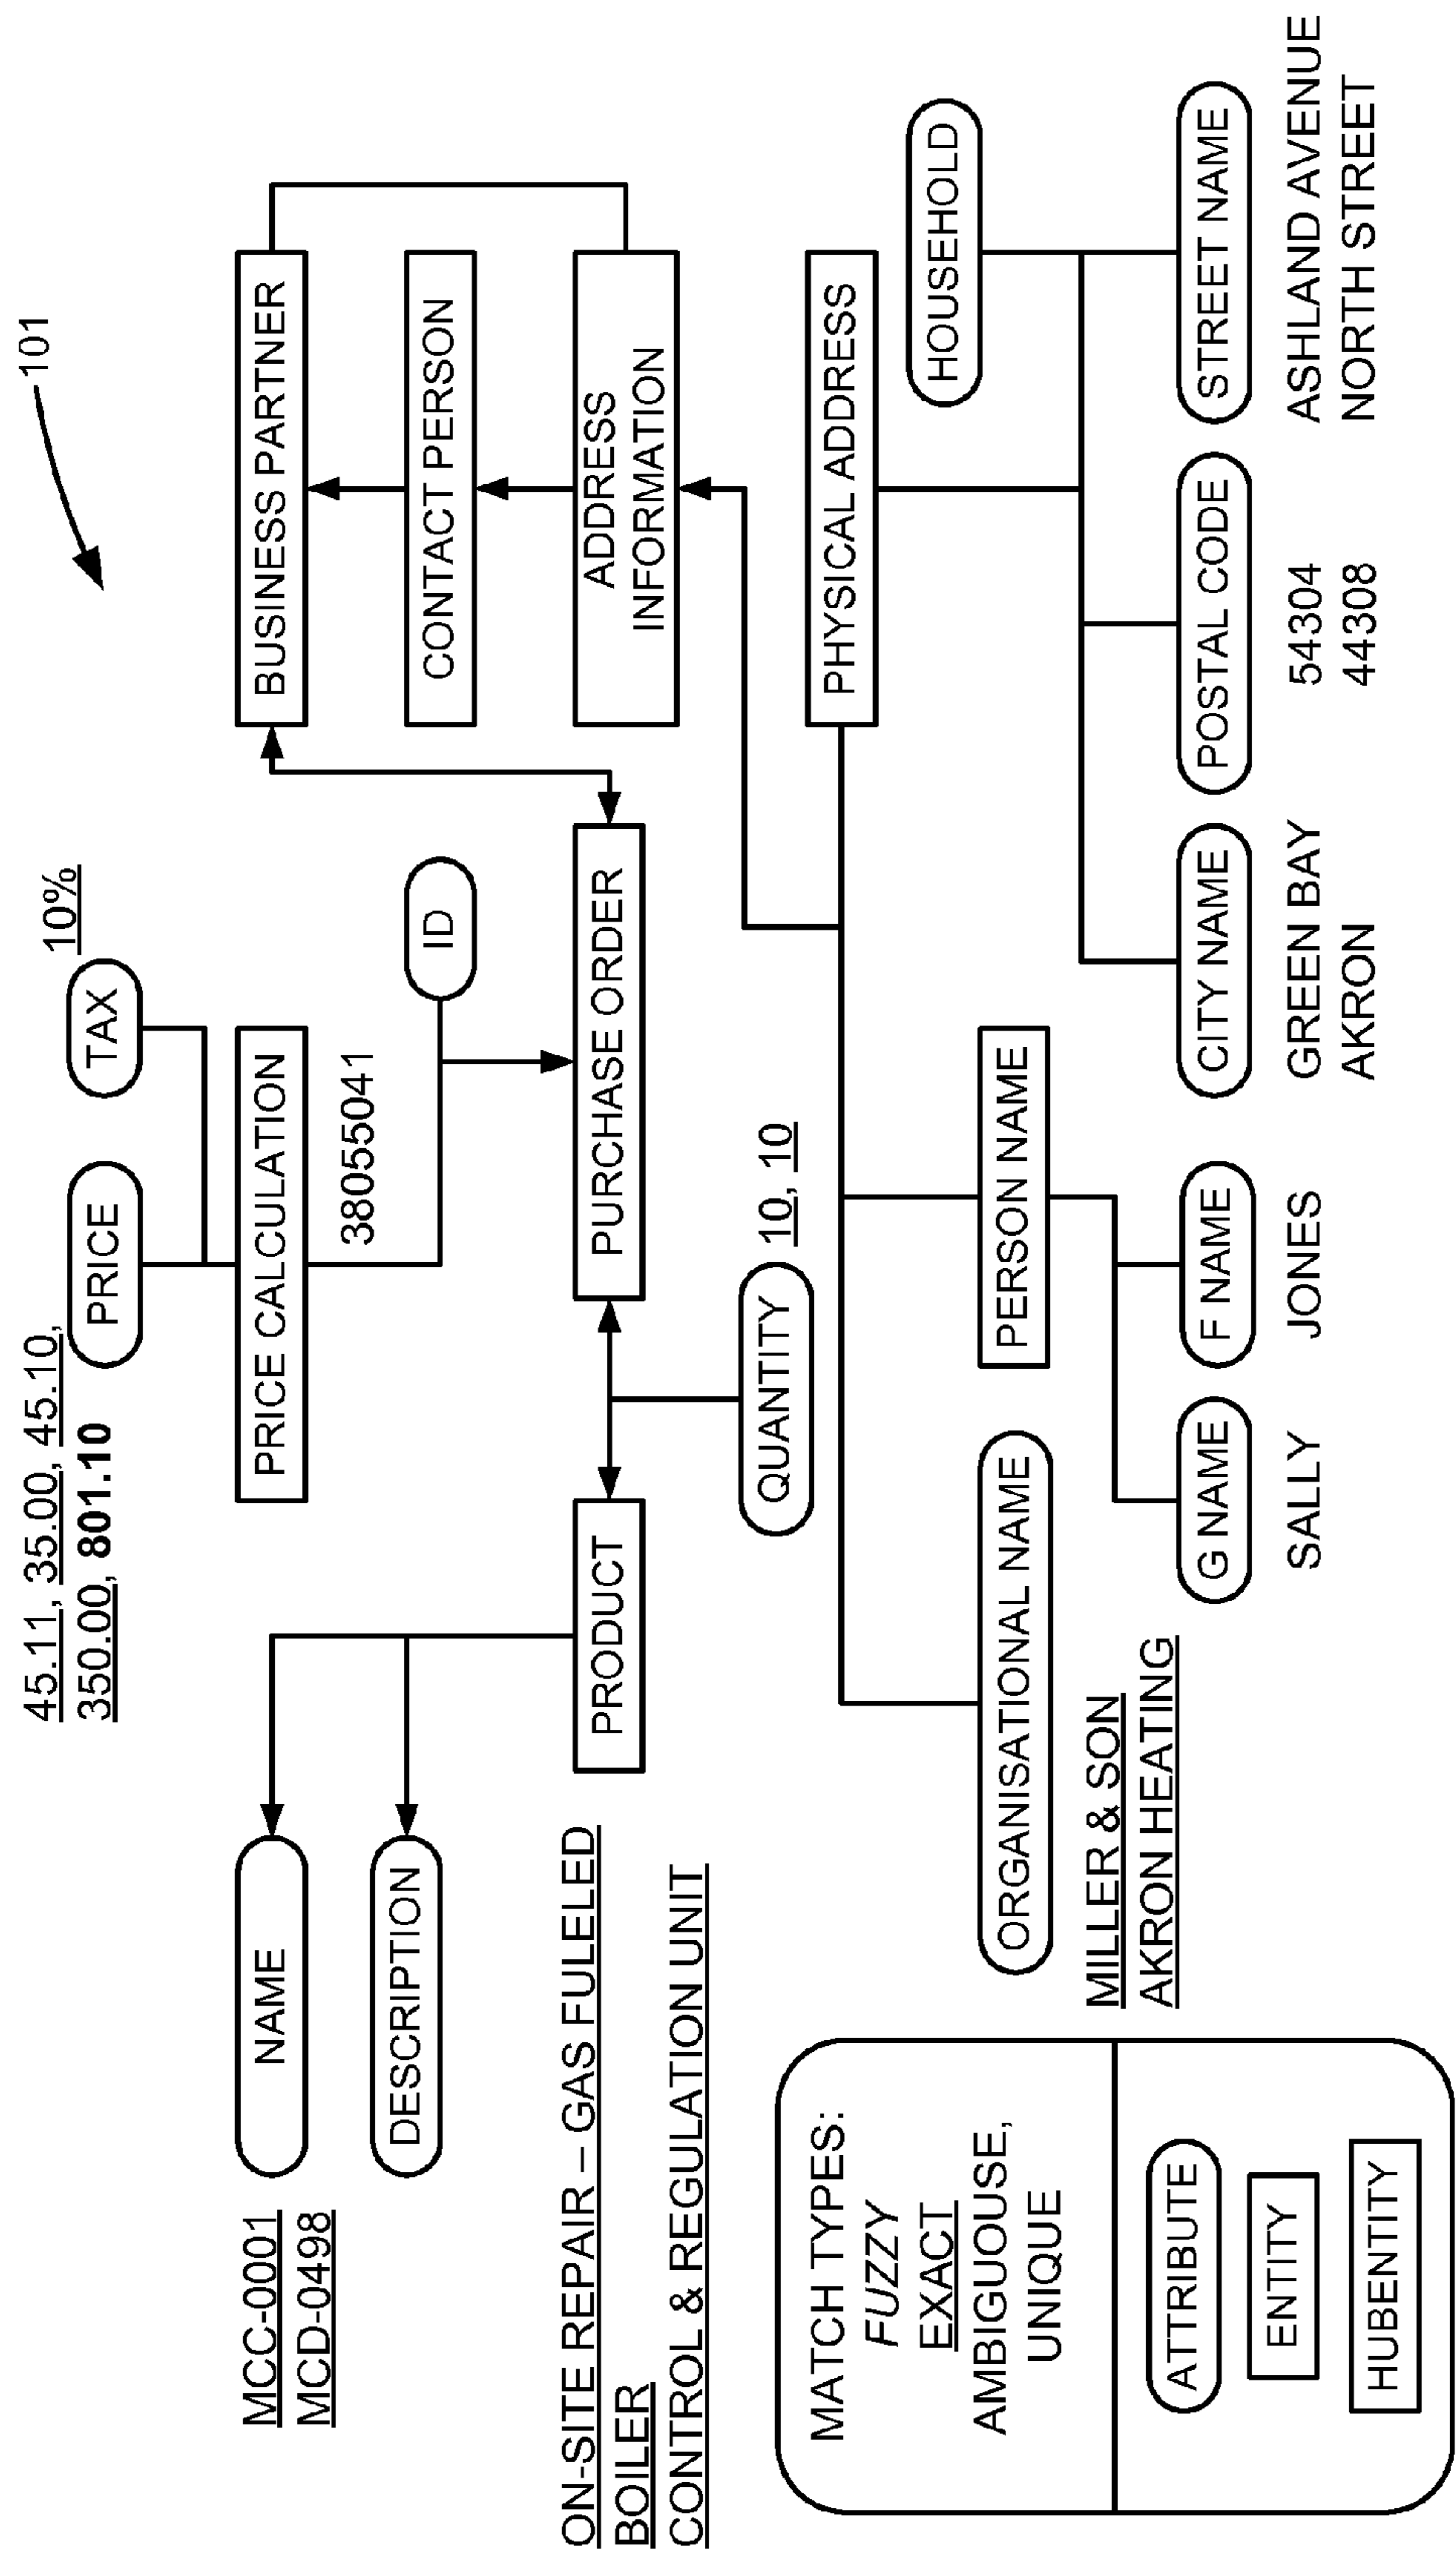 101
45.11, 35.00, 45.10,
350.00, 801.10
PRICE
TAX
10%
MCC-0001
MCD-0498
NAME
DESCRIPTION
PRICE CALCULATION
38055041
ID
BUSINESS PARTNER
CONTACT PERSON
ADDRESS
INFORMATION
ON-SITE REPAIR – GAS FULELED
BOILER
CONTROL & REGULATION UNIT
PRODUCT
PURCHASE ORDER
QUANTITY
10, 10
PHYSICAL ADDRESS
HOUSEHOLD
ORGANISATIONAL NAME
MILLER & SON
AKRON HEATING
PERSON NAME
G NAME
SALLY
F NAME
JONES
CITY NAME
GREEN BAY
AKRON
POSTAL CODE
54304
44308
STREET NAME
ASHLAND AVENUE
NORTH STREET
MATCH TYPES:
FUZZY
EXACT
AMBIGUOUSE,
UNIQUE
ATTRIBUTE
ENTITY
HUBENTITY